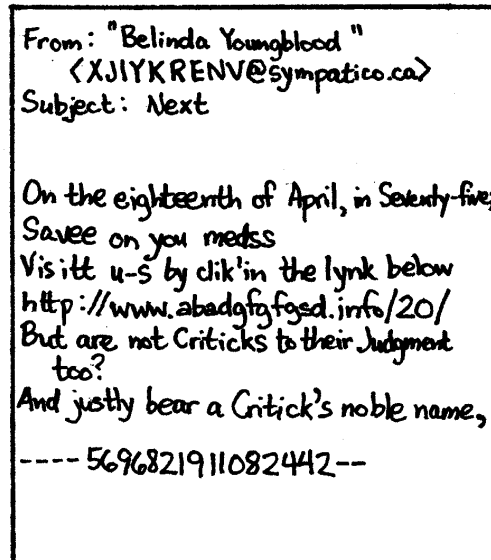 From: "Belinda Youngblood"
<XJIYKRENV@sympatico.ca>
Subject: Next
On the eighteenth of April, in Seventy-five;
Savee on you medss
Visitt u-s by clik'in the lynk below
http://www.abadgfgfgsd.info/20/
But are not Criticks to their Judgment
too?
And justly bear a Critick's noble name,
----5696821911082442--